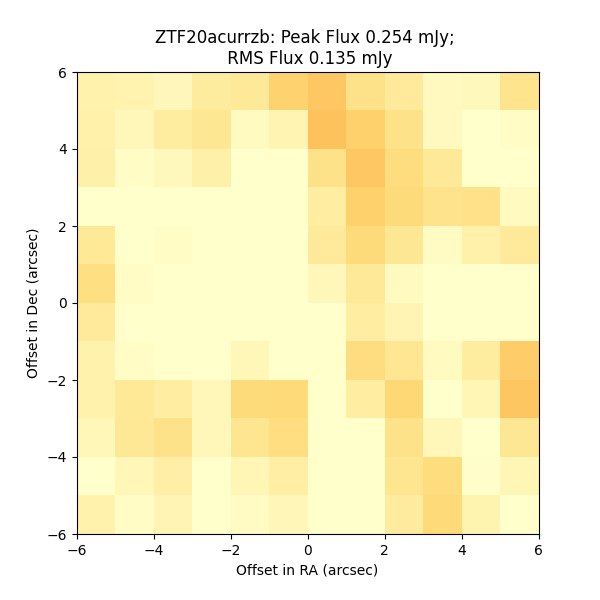 ZTF20acurrzb: Peak Flux 0.254 mJy;
RMS Flux 0.135 mJy
6
4
2
0
−2
−4
−6
Offset in Dec (arcsec)
−6 −4 −2 0 2 4 6
Offset in RA (arcsec)